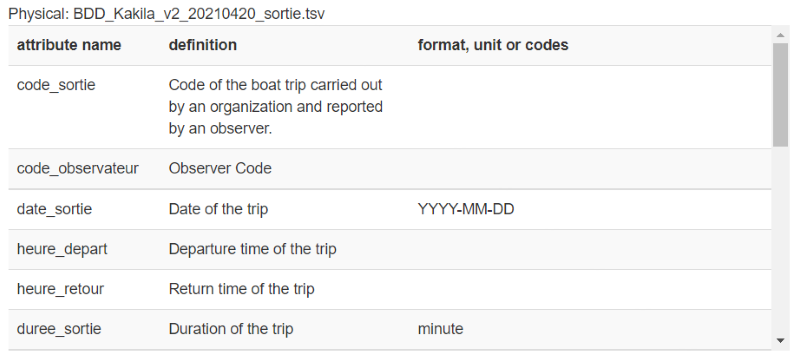 Physical: BDD_Kakila_v2_20210420_sortie.tsv
attribute name definition format, unit or codes
code_sortie Code of the boat trip carried out
by an organization and reported
by an observer.
code_observateur Observer Code
date_sortie Date of the trip YYYY-MM-DD
heure_depart Departure time of the trip
heure_retour Return time of the trip
duree_sortie Duration of the trip minute